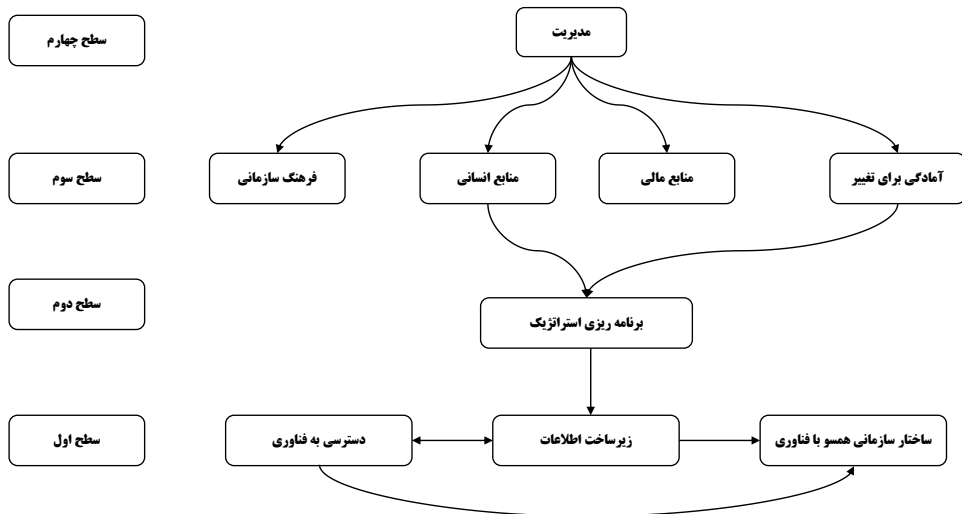 سطح چهارم
مدیریت
سطح سوم
آمادگی برای تغییر
منابع مالی
منابع انسانی
فرهنگ سازمانی
سطح دوم
برنامه ریزی استراتژیک
سطح اول
ساختار سازمانی همسو با فناوری
زیرساخت اطلاعات
دسترسی به فناوری